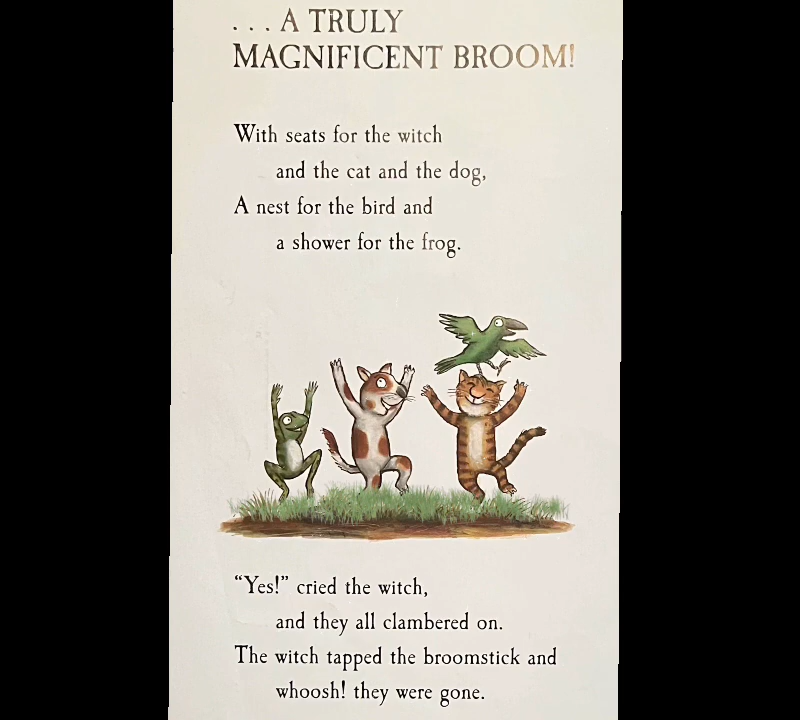 . . . A TRULY
MAGNIFICENT BROOM!
With seats for the witch
and the cat and the dog,
A nest for the bird and
a shower for the frog.
“Yes!” cried the witch,
and they all clambered on.
The witch tapped the broomstick and
whoosh! they were gone.